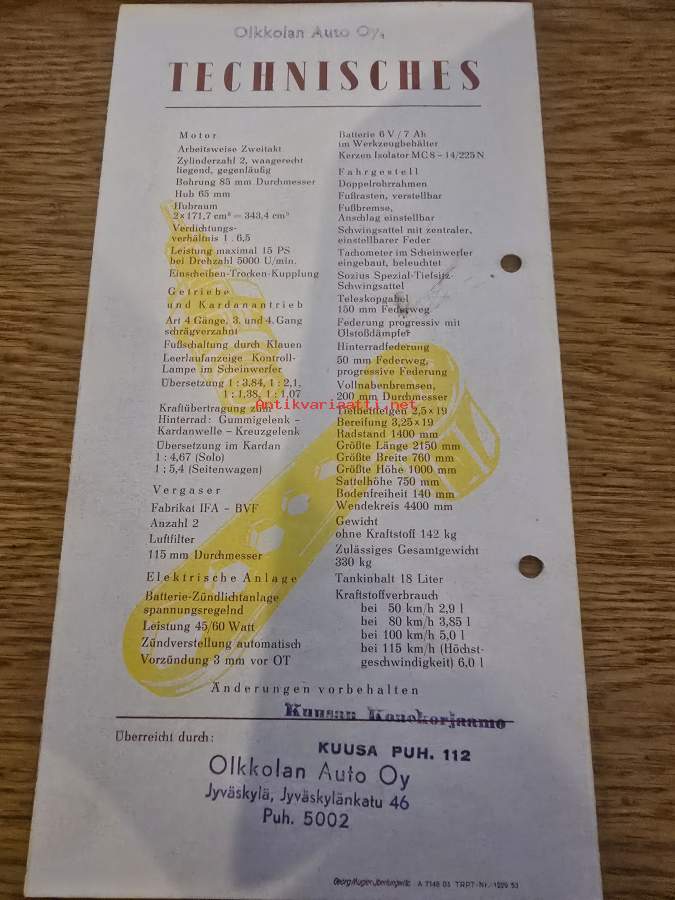 Olkkolan Auto Oy.
TECHNISCHES
Motor
Arbeitsweise Zweitakt
Zylinderzahl 2, waagerecht
liegend, gegenläufig
Bohrung 85 mm Durchmesser
Hub 65 mm
Hubraum
2×171,7 cm³ = 343,4 cm³
Verdichtungs-
verhältnis 1 . 6,5
Leistung maximal 15 PS
bei Drehzahl 5000 U/min.
Einscheiben-Trocken-Kupplung
Getriebe
und Kardanantrieb
Art 4 Gänge, 3. und 4. Gang
schrägverzahnt
Fußschaltung durch Klauen
Leerlaufanzeige Kontroll-
Lampe im Scheinwerfer
Übersetzung 1 : 3,84, 1 : 2,1,
1 : 1,38, 1 : 1,07
Kraftübertragung zum
Hinterrad: Gummigelenk –
Kardanwelle – Kreuzgelenk
Übersetzung im Kardan
1 : 4,67 (Solo)
1 : 5,4 (Seitenwagen)
Vergaser
Fabrikat IFA – BVF
Anzahl 2
Luftfilter
115 mm Durchmesser
Elektrische Anlage
Batterie-Zündlichtanlage
spannungsregelnd
Leistung 45/60 Watt
Zündverstellung automatisch
Vorzündung 3 mm vor OT
Batterie 6 V / 7 Ah
im Werkzeugbehälter
Kerzen Isolator MC 8 – 14/225 N
Fahrgestell
Doppelrohrrahmen
Fußrasten, verstellbar
Fußbremse,
Anschlag einstellbar
Schwingsattel mit zentraler,
einstellbarer Feder
Tachometer im Scheinwerfer
eingebaut, beleuchtet
Sozius Spezial-Tiefsitz-
Schwingsattel
Teleskopgabel
150 mm Federweg
Federung progressiv mit
Ölstoßdämpfer
Hinterradfederung
50 mm Federweg,
progressive Federung
Vollnabenbremsen,
200 mm Durchmesser
Antikvariaatti.net
Tiefbettfelgen 2,5×19
Bereifung 3,25×19
Radstand 1400 mm
Größte Länge 2150 mm
Größte Breite 760 mm
Größte Höhe 1000 mm
Sattelhöhe 750 mm
Bodenfreiheit 140 mm
Wendekreis 4400 mm
Gewicht
ohne Kraftstoff 142 kg
Zulässiges Gesamtgewicht
330 kg
Tankinhalt 18 Liter
Kraftstoffverbrauch
bei 50 km/h 2,9 l
bei 80 km/h 3,85 l
bei 100 km/h 5,0 l
bei 115 km/h (Höchst-
geschwindigkeit) 6,0 l
Änderungen vorbehalten
Kuusan Konekorjaamo
Überreicht durch:
KUUSA PUH. 112
Olkkolan Auto Oy
Jyväskylä, Jyväskylänkatu 46
Puh. 5002
A 7148 03 TRPT-Nr.